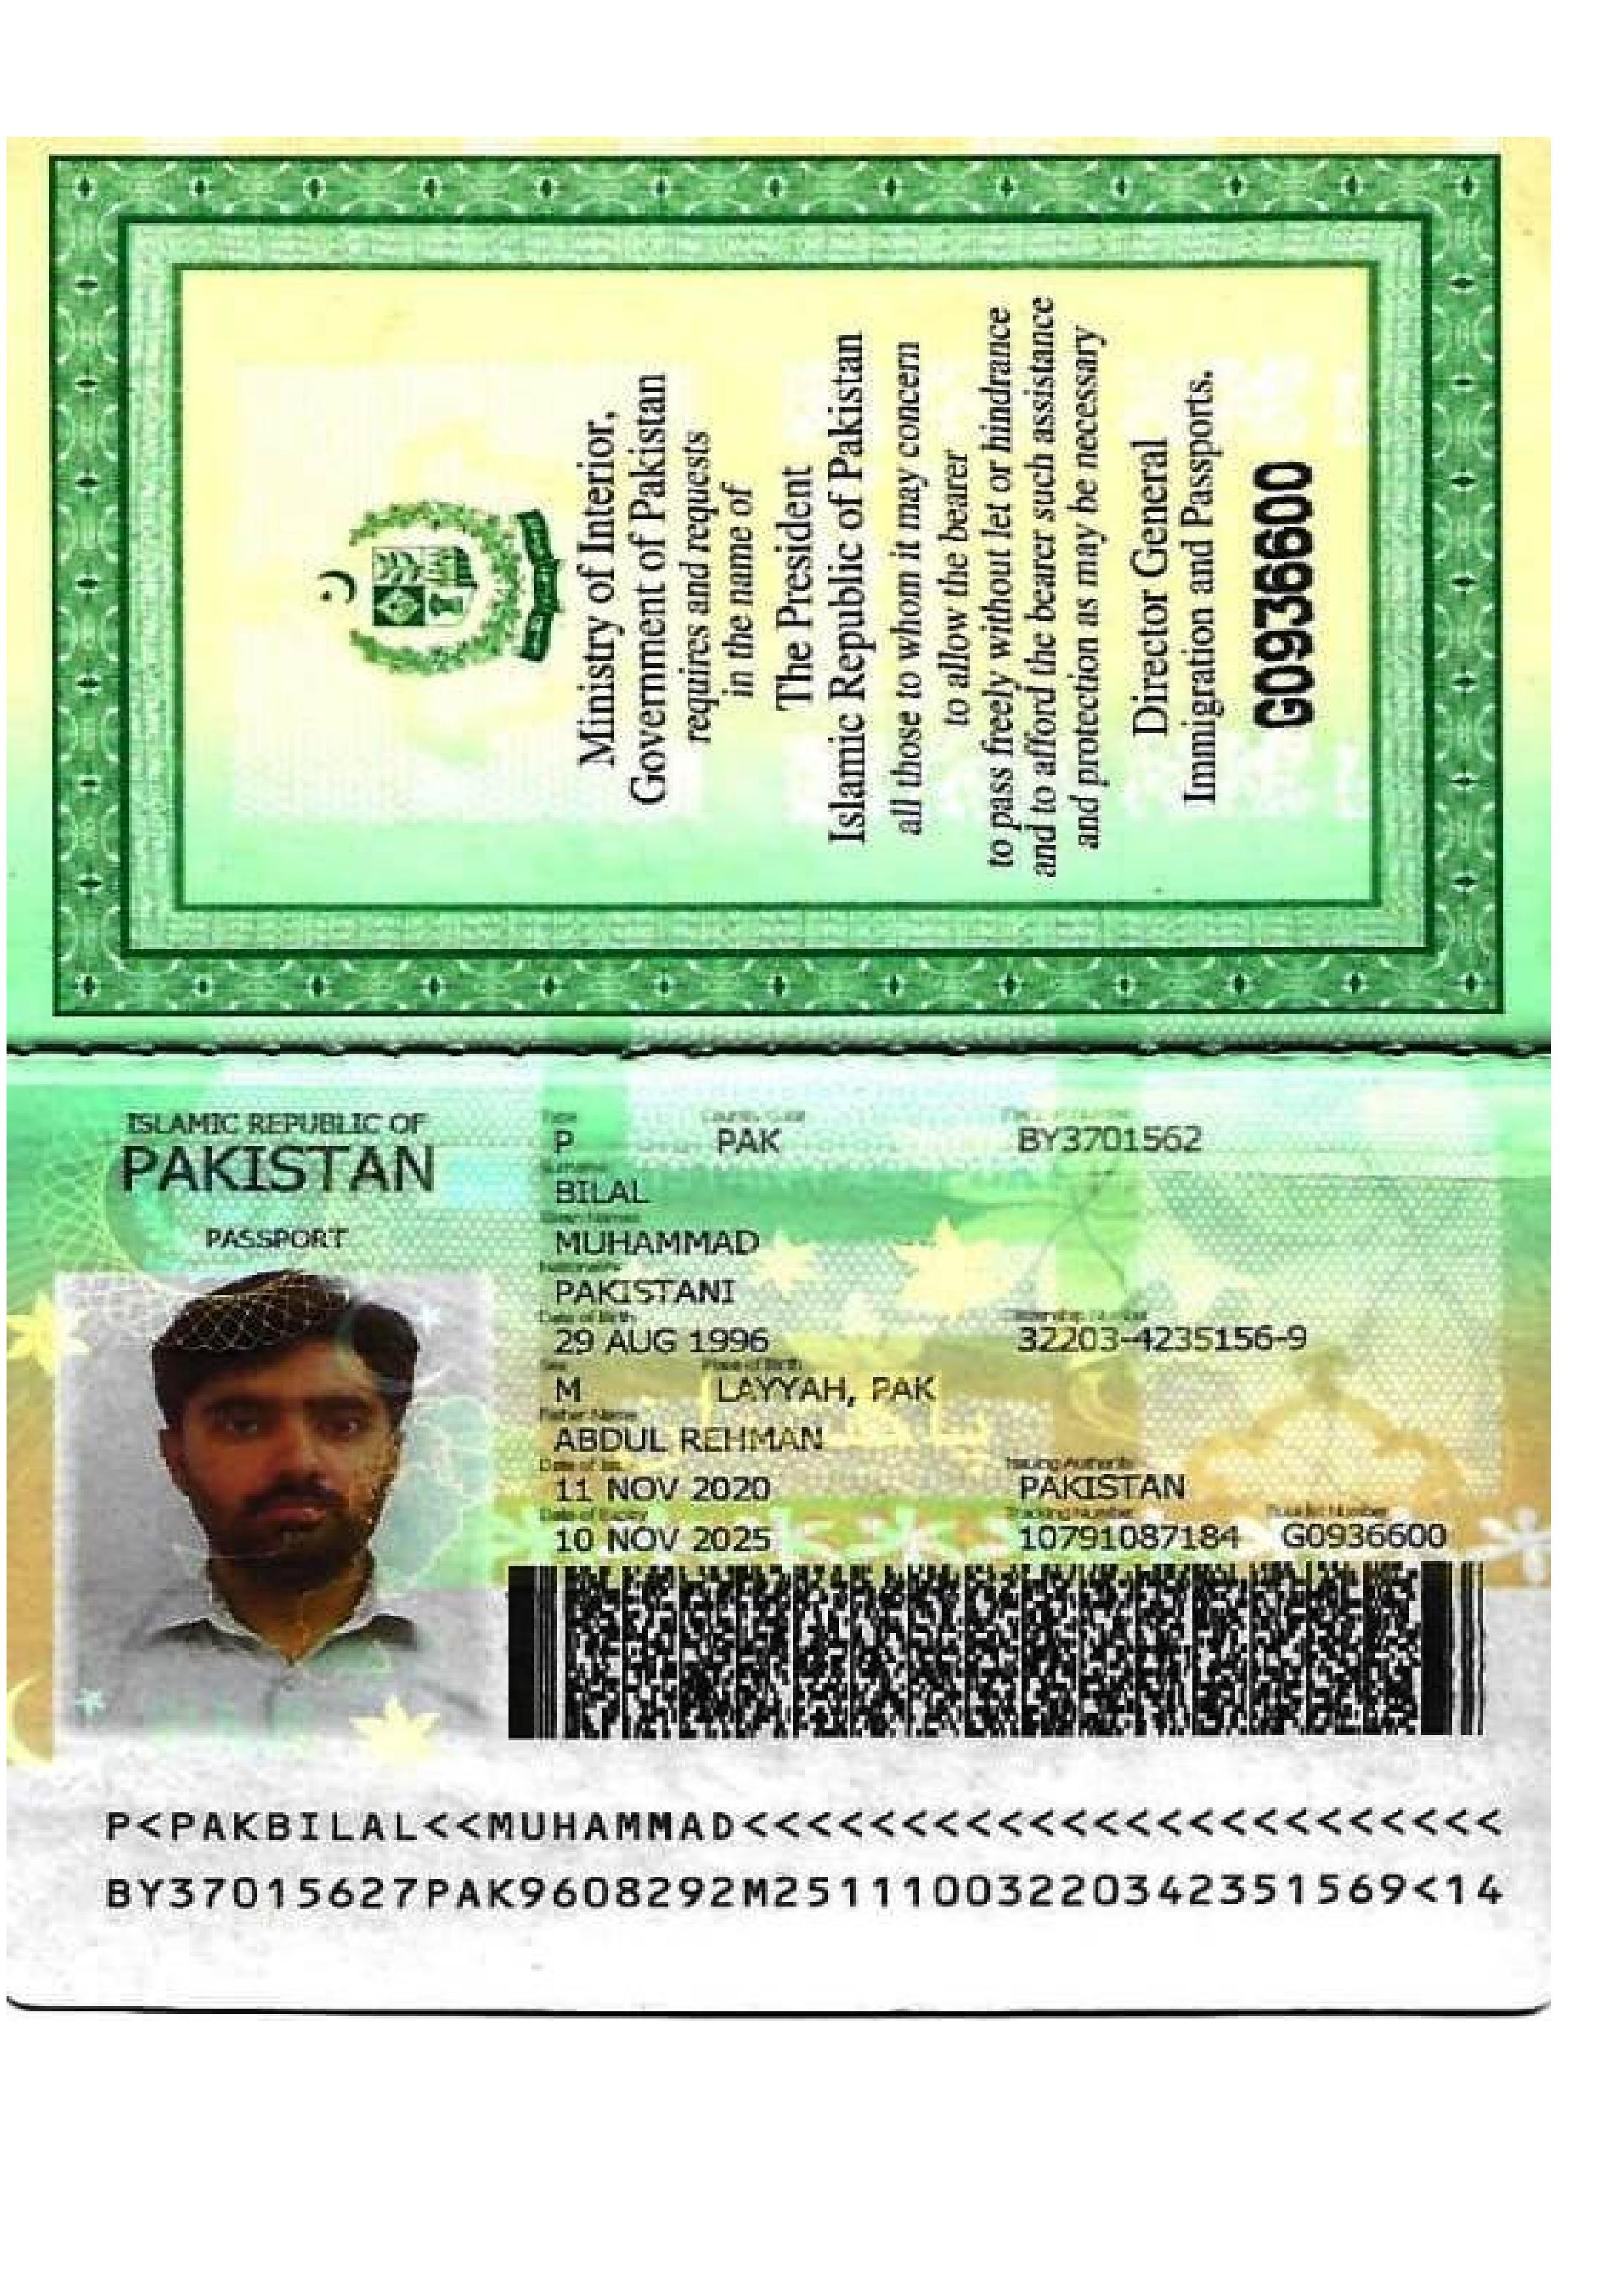 Ministry of Interior,
Government of Pakistan
requires and requests
in the name of
The President
Islamic Republic of Pakistan
all those to whom it may concern
to allow the bearer
to pass freely without let or hindrance
and to afford the bearer such assistance
and protection as may be necessary
Director General
Immigration and Passports.
G0936600
ISLAMIC REPUBLIC OF
PAKISTAN
PASSPORT
Type Country Code
P PAK BY3701562
BILAL
Given Names
MUHAMMAD
Nationality
PAKISTANI
Date of Birth Citizenship Number
29 AUG 1996 32203-4235156-9
Sex Place of Birth
M LAYYAH, PAK
Father Name
ABDUL REHMAN
Date of Issue Issuing Authority
11 NOV 2020 PAKISTAN
Date of Expiry Tracking Number Booklet Number
10 NOV 2025 10791087184 G0936600
پاکستان
P<PAKBILAL<<MUHAMMAD<<<<<<<<<<<<<<<<<<<<<<<<
BY37015627PAK9608292M2511100322034235​1569<14